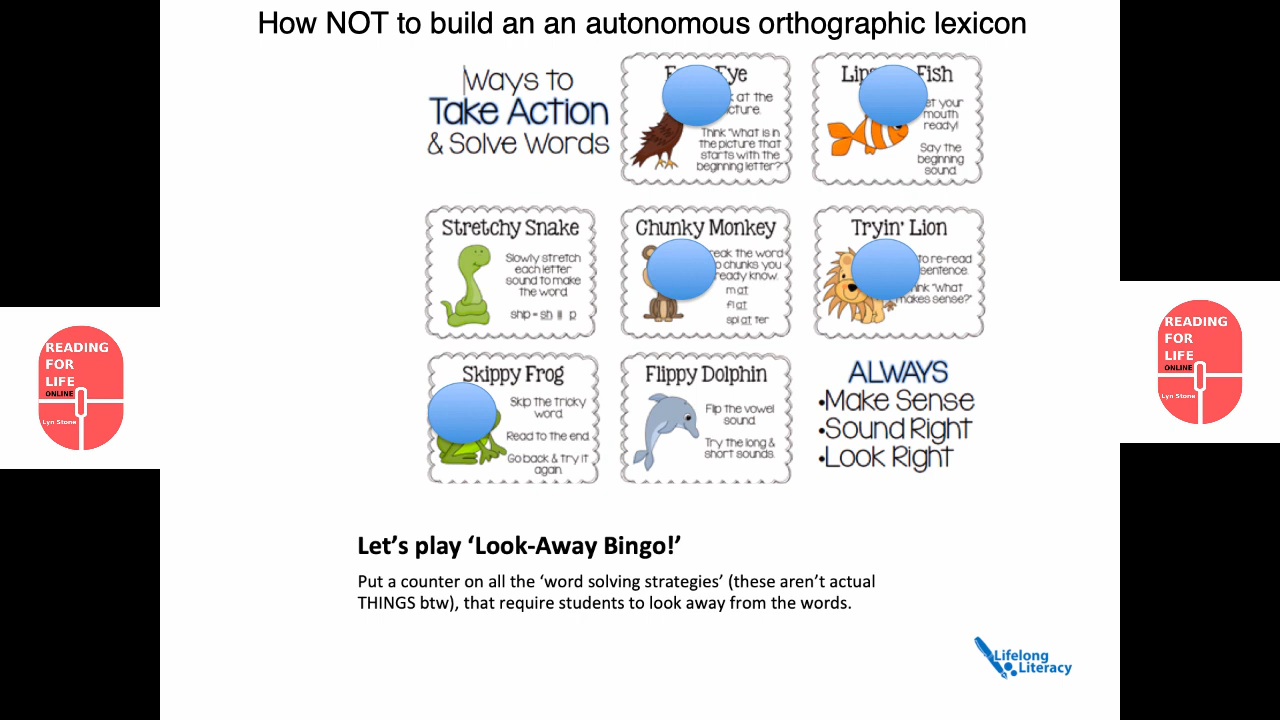 How NOT to build an an autonomous orthographic lexicon
Ways to
Take Action
& Solve Words
Eye
at the
Think "What is in
the picture that
starts with the
beginning letter?"
Fish
your
mouth
ready!
Say the
beginning
sound.
Stretchy Snake
Slowly stretch
each letter
sound to make
the word.
ship = sh i p
Chunky Monkey
the word
chunks you
know.
m at
fl at
spl at ter
Tryin' Lion
to re-read
sentence.
"What
makes sense?"
Skippy Frog
Skip the tricky
word.
Read to the end.
Go back & try it
again.
Flippy Dolphin
Flip the vowel
sound.
Try the long &
short sounds.
ALWAYS
•Make Sense
•Sound Right
•Look Right
Let's play 'Look-Away Bingo!'
Put a counter on all the 'word solving strategies' (these aren't actual
THINGS btw), that require students to look away from the words.
Lifelong
Literacy
READING
FOR
LIFE
ONLINE
Lyn Stone
READING
FOR
LIFE
ONLINE
Lyn Stone